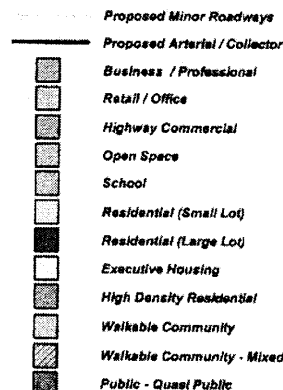 Proposed Minor Roadways
Proposed Arterial / Collector
Business / Professional
Retail / Office
Highway Commercial
Open Space
School
Residential (Small Lot)
Residential (Large Lot)
Executive Housing
High Density Residential
Walkable Community
Walkable Community - Mixed
Public - Quasi Public